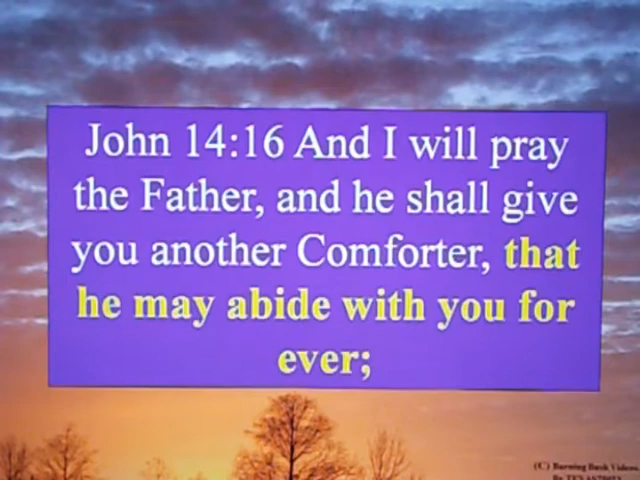 John 14:16 And I will pray
the Father, and he shall give
you another Comforter, that
he may abide with you for
ever;
(C) Burning Bush Videos